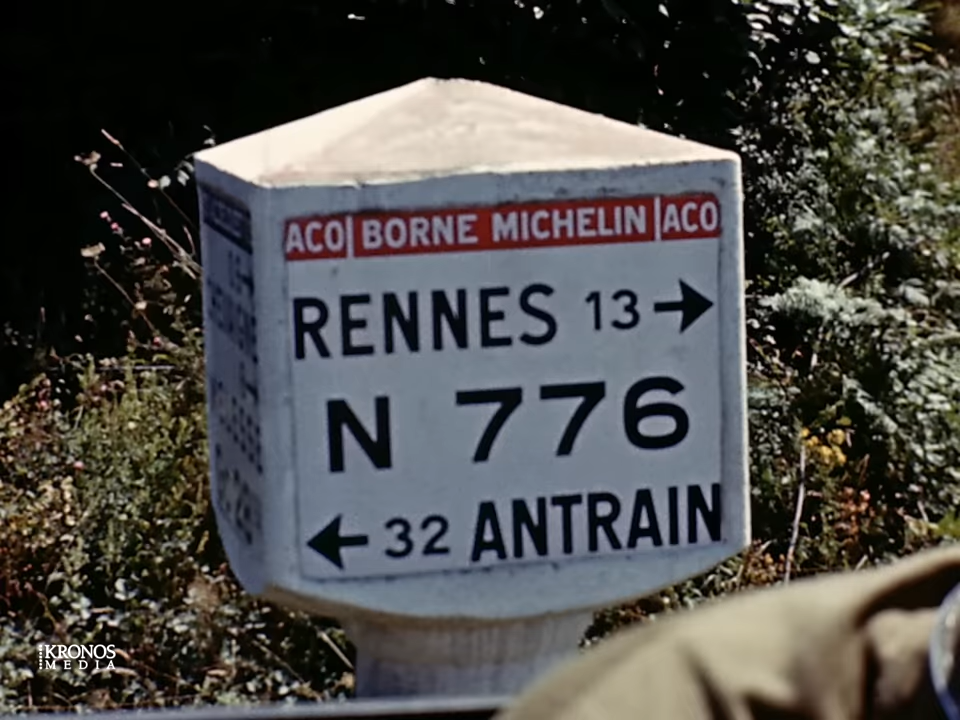 ACO BORNE MICHELIN ACO
RENNES 13 →
N 776
← 32 ANTRAIN
KRONOS
MEDIA